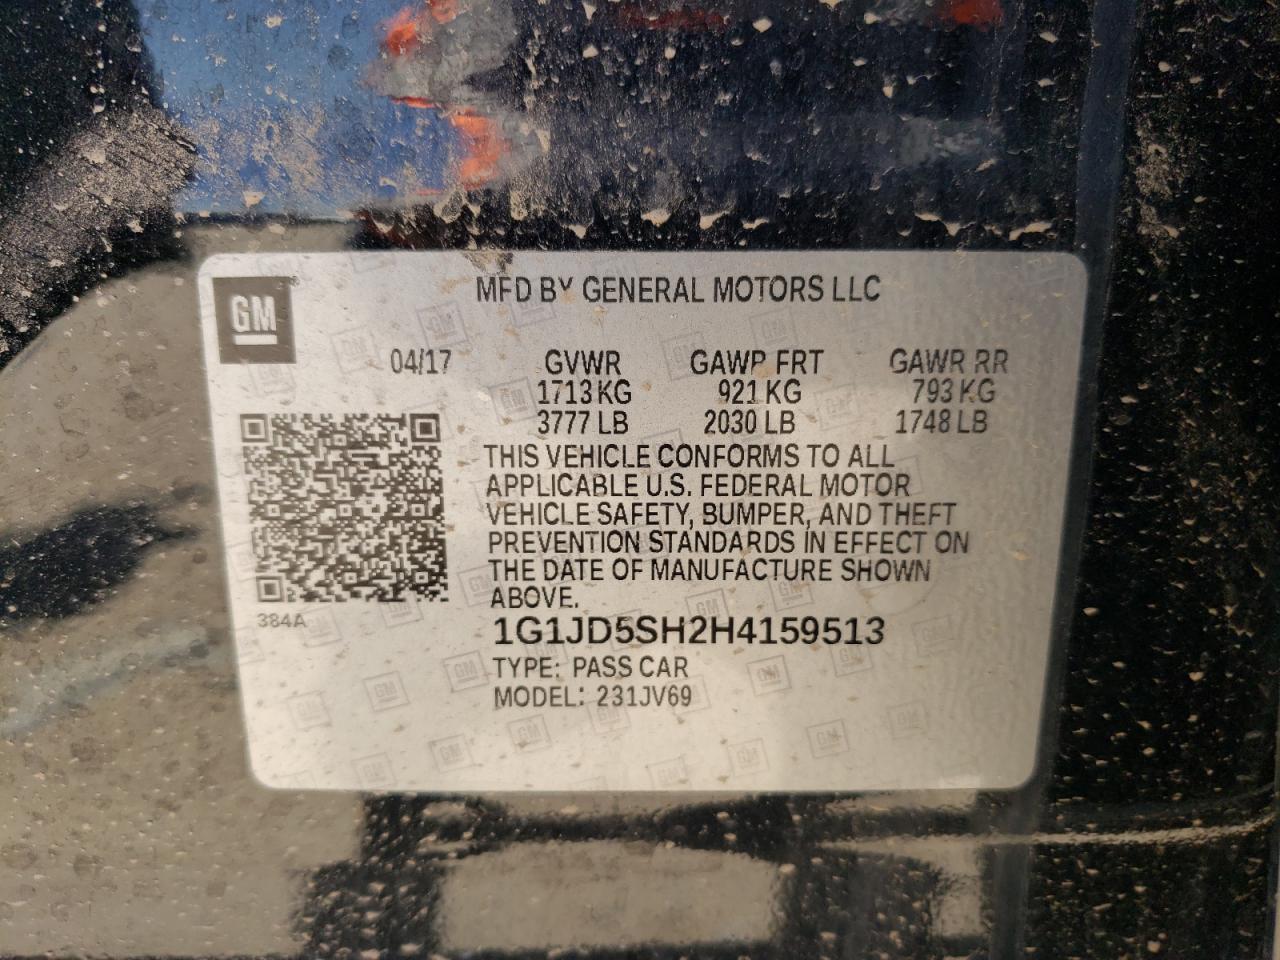 MFD BY GENERAL MOTORS LLC
GM
04/17 GVWR GAWR FRT GAWR RR
1713 KG 921 KG 793 KG
3777 LB 2030 LB 1748 LB
THIS VEHICLE CONFORMS TO ALL
APPLICABLE U.S. FEDERAL MOTOR
VEHICLE SAFETY, BUMPER, AND THEFT
PREVENTION STANDARDS IN EFFECT ON
THE DATE OF MANUFACTURE SHOWN
ABOVE.
384A
1G1JD5SH2H4159513
TYPE: PASS CAR
MODEL: 231JV69